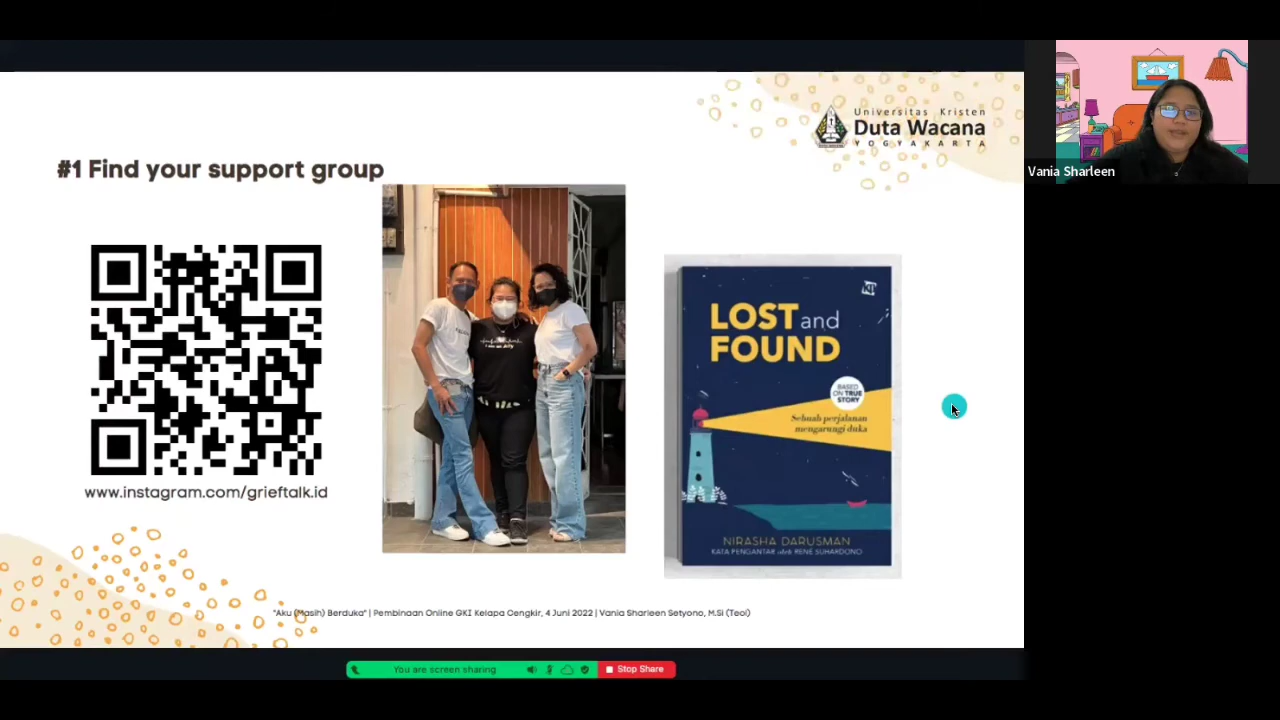 Universitas Kristen
Duta Wacana
YOGYAKARTA
#1 Find your support group
www.instagram.com/grieftalk.id
LOST and
FOUND
BASED
ON TRUE
STORY
Sebuah perjalanan
mengarungi duka
NIRASHA DARUSMAN
KATA PENGANTAR oleh RENÉ SUHARDONO
"Aku (Masih) Berduka" | Pembinaan Online GKI Kelapa Cengkir, 4 Juni 2022 | Vania Sharleen Setyono, M.Si (Teol)
Vania Sharleen
You are screen sharing
Stop Share